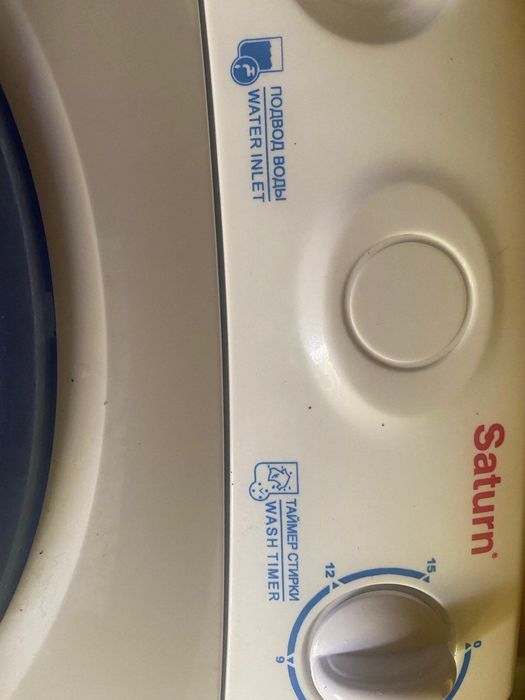 ПОДВОД ВОДЫ
WATER INLET
Saturn
ТАЙМЕР СТИРКИ
WASH TIMER
15
12
0
9